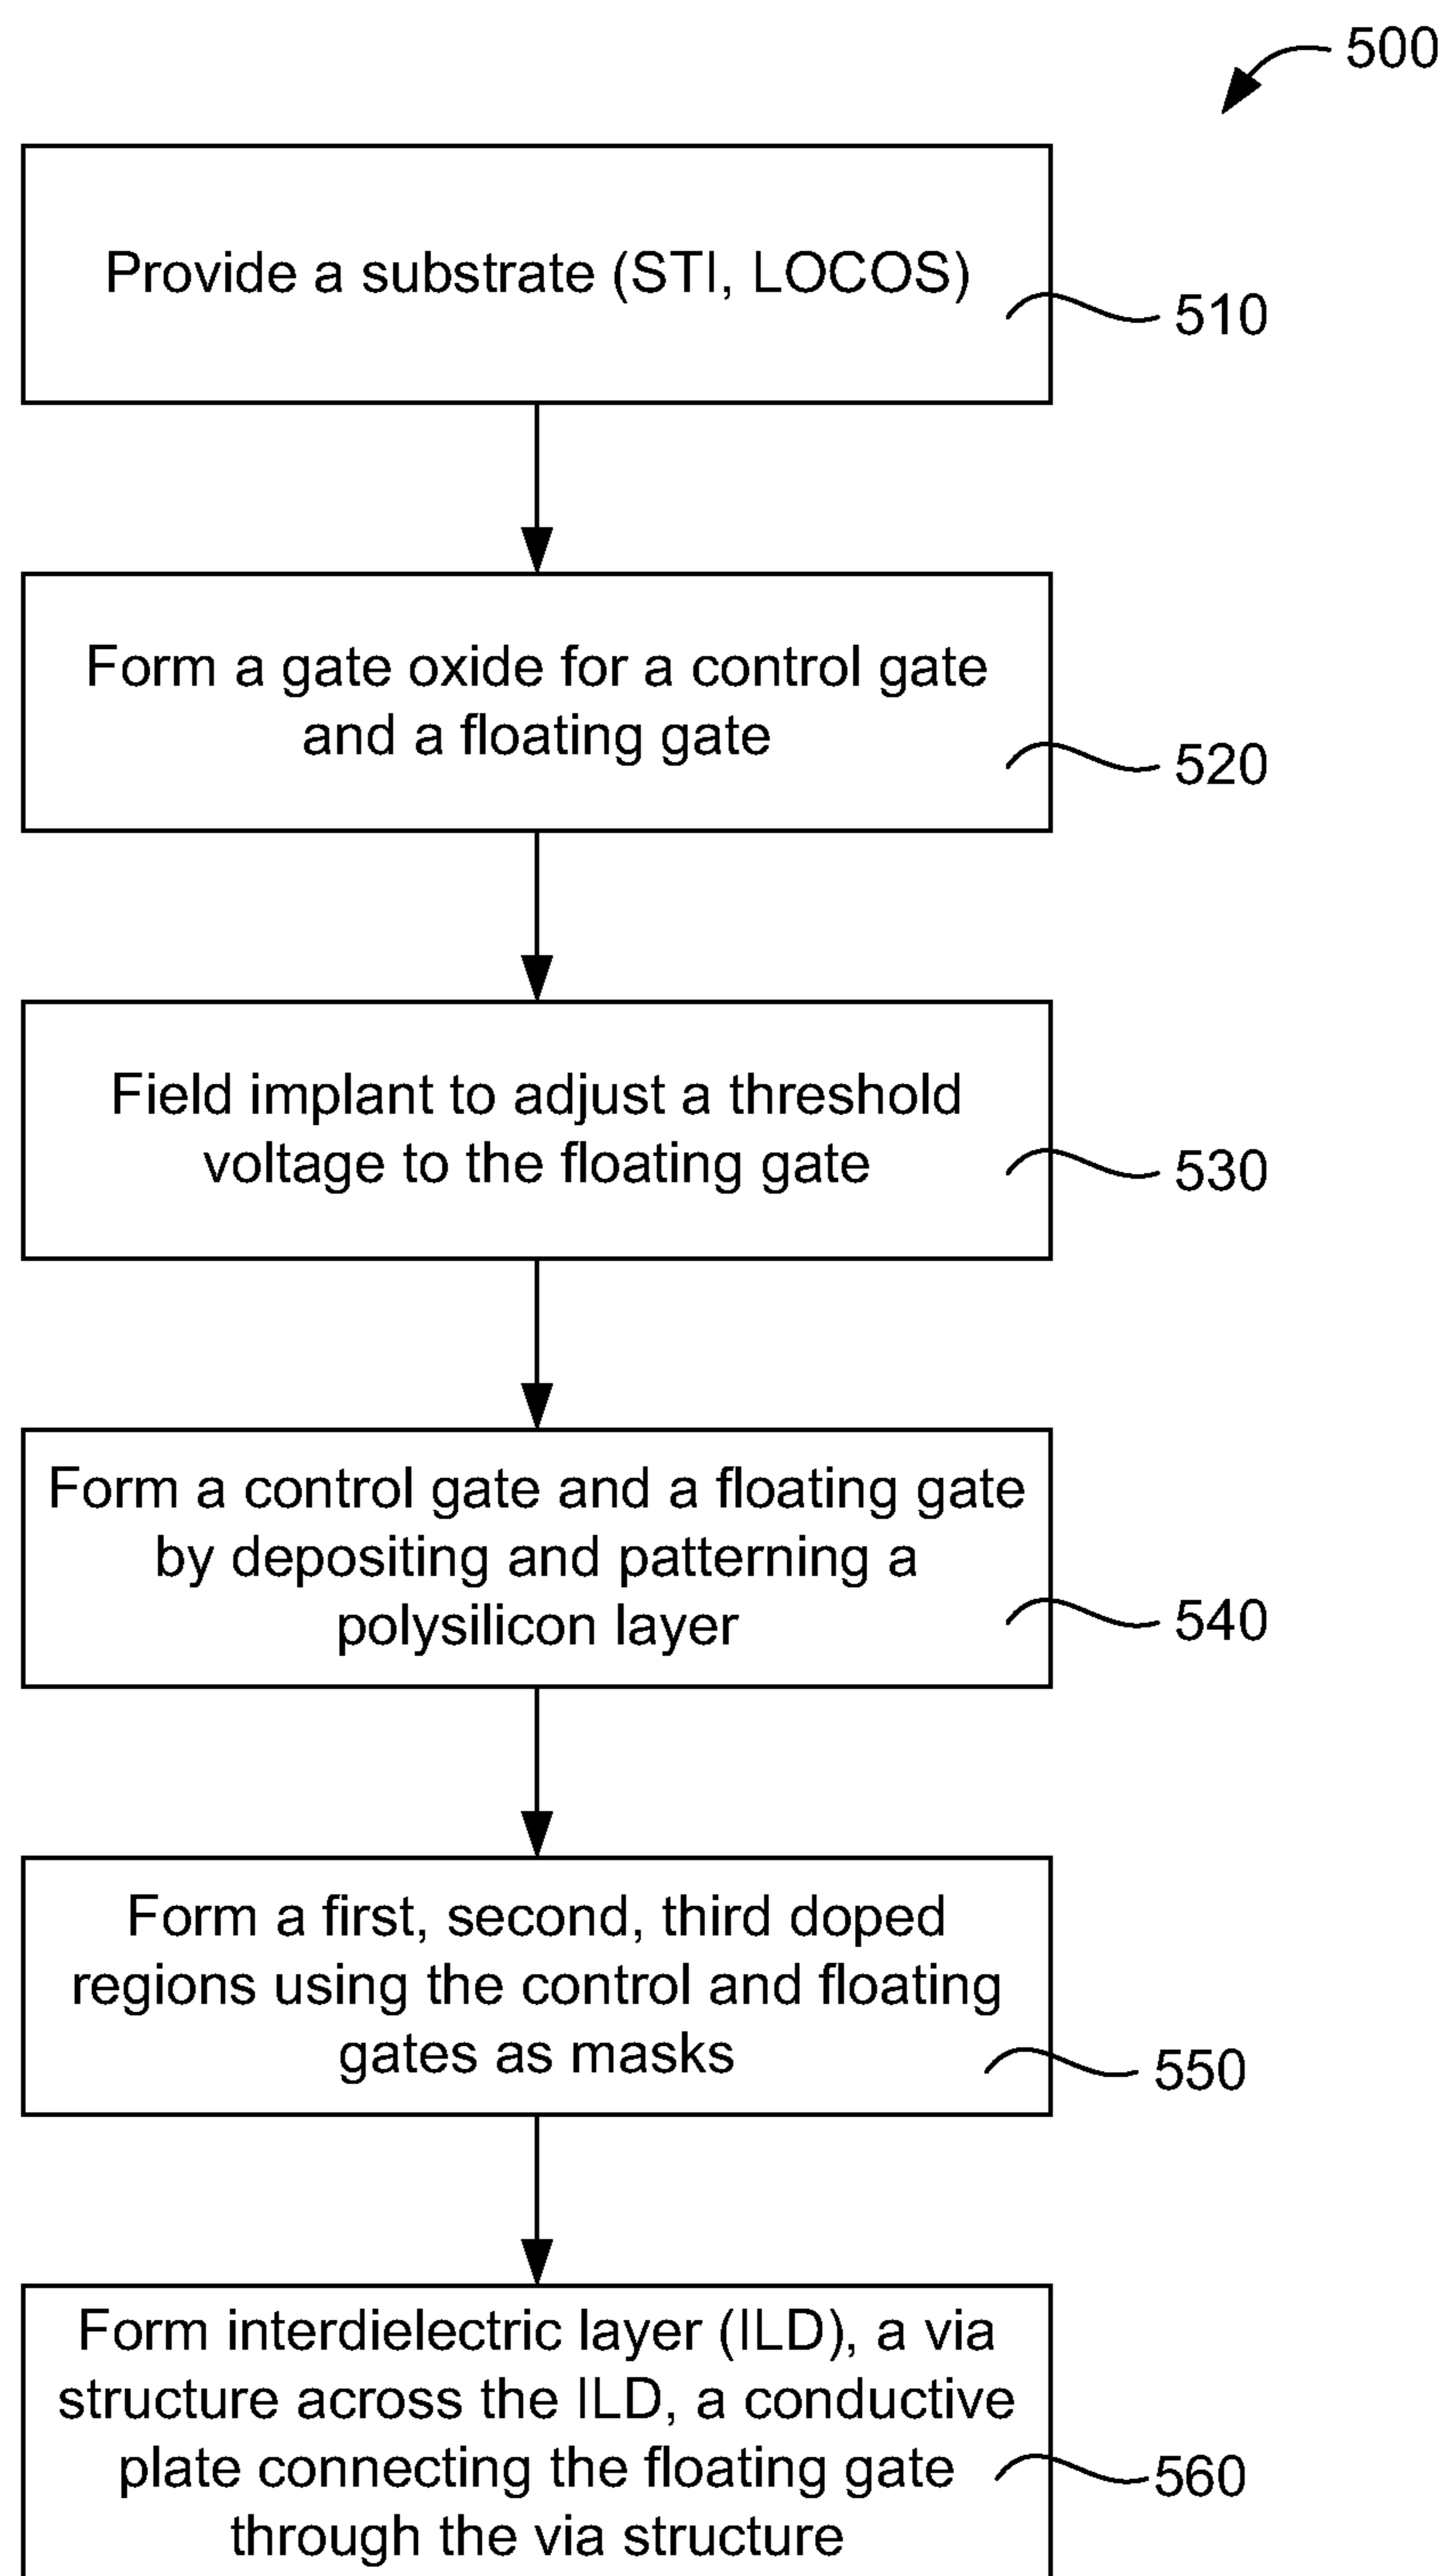 500
Provide a substrate (STI, LOCOS)
510
Form a gate oxide for a control gate
and a floating gate
520
Field implant to adjust a threshold
voltage to the floating gate
530
Form a control gate and a floating gate
by depositing and patterning a
polysilicon layer
540
Form a first, second, third doped
regions using the control and floating
gates as masks
550
Form interdielectric layer (ILD), a via
structure across the ILD, a conductive
plate connecting the floating gate
through the via structure
560